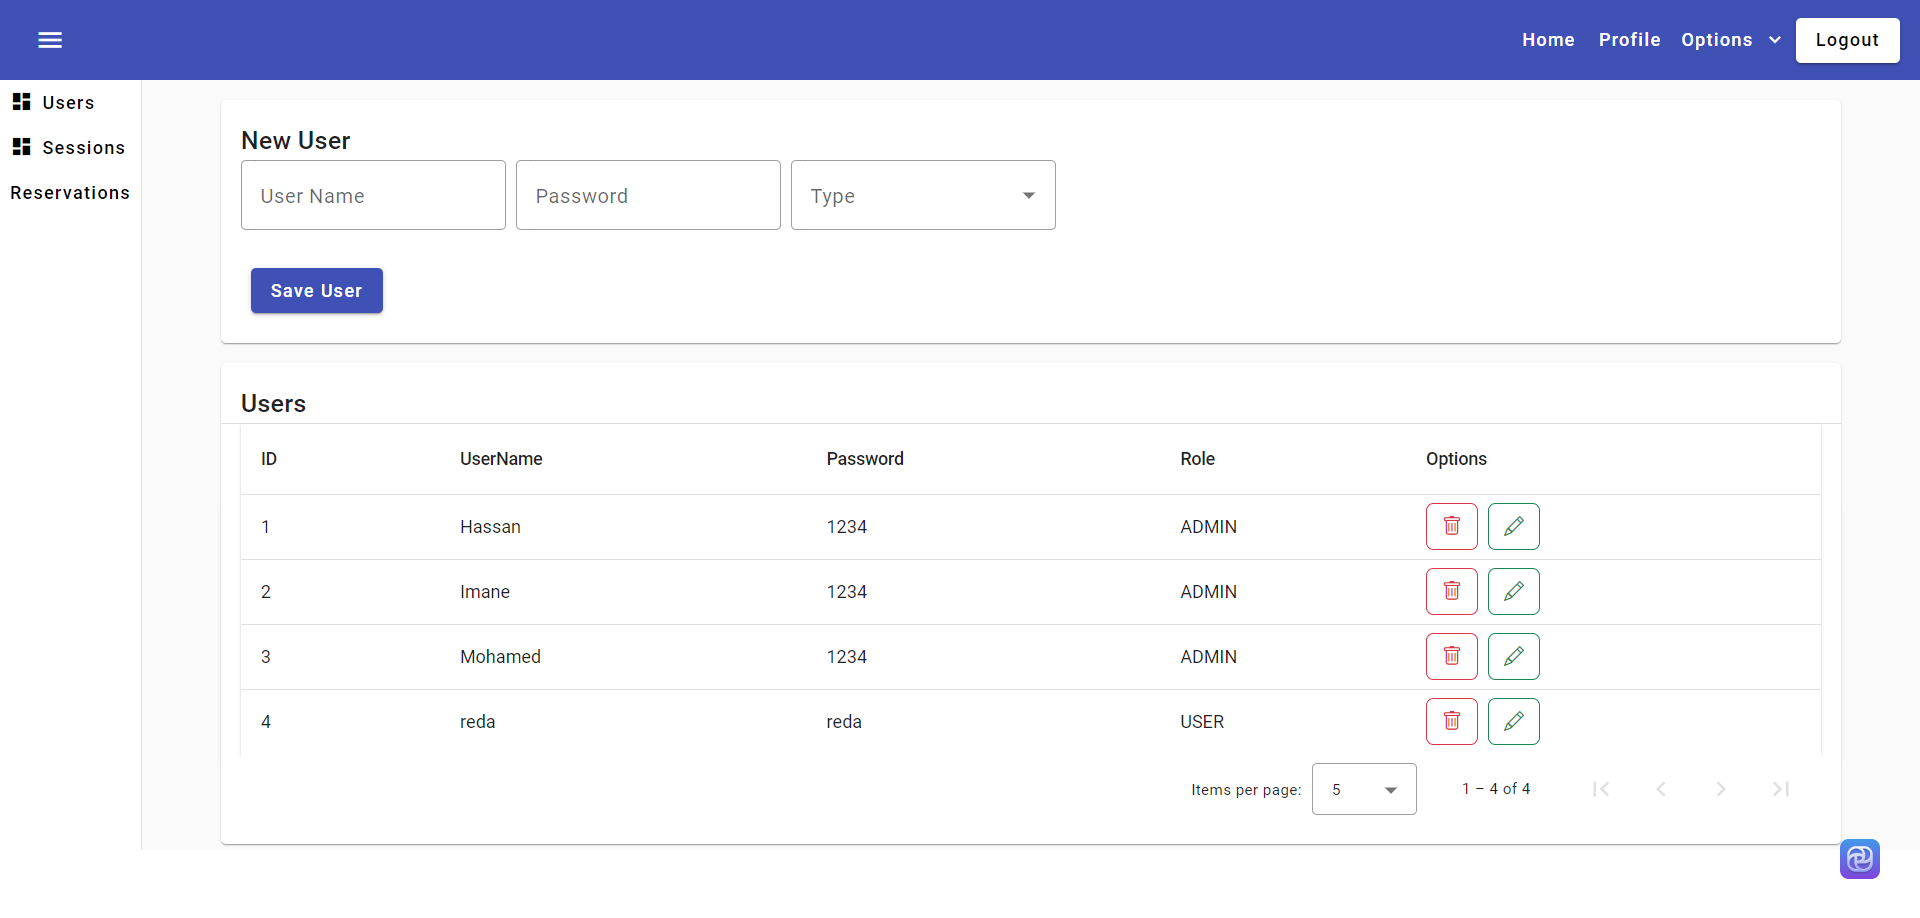 Home Profile Options Logout
Users
Sessions
Reservations
New User
User Name Password Type
Save User
Users
ID UserName Password Role Options
1 Hassan 1234 ADMIN
2 Imane 1234 ADMIN
3 Mohamed 1234 ADMIN
4 reda reda USER
Items per page: 5 1 – 4 of 4